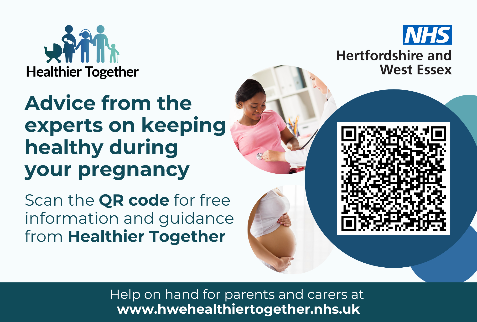 Healthier Together
NHS
Hertfordshire and
West Essex
Advice from the
experts on keeping
healthy during
your pregnancy
Scan the QR code for free
information and guidance
from Healthier Together
Help on hand for parents and carers at
www.hwehealthiertogether.nhs.uk